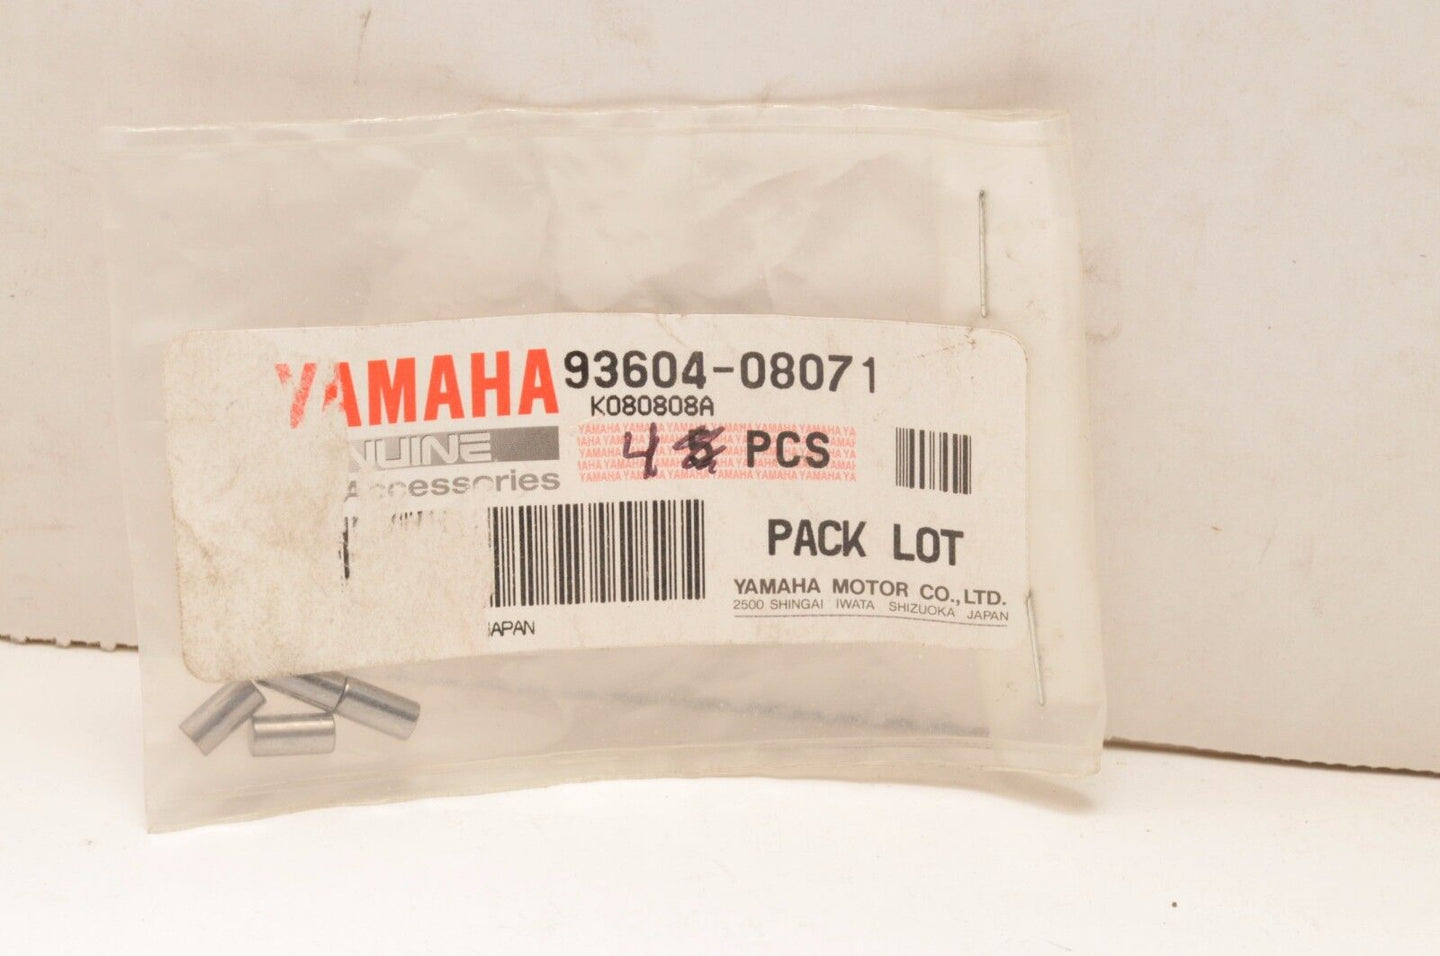 YAMAHA 93604-08071
K080808A
NUINE 4 PCS
Accessories
PACK LOT
YAMAHA MOTOR CO., LTD.
2500 SHINGAI IWATA SHIZUOKA JAPAN
JAPAN